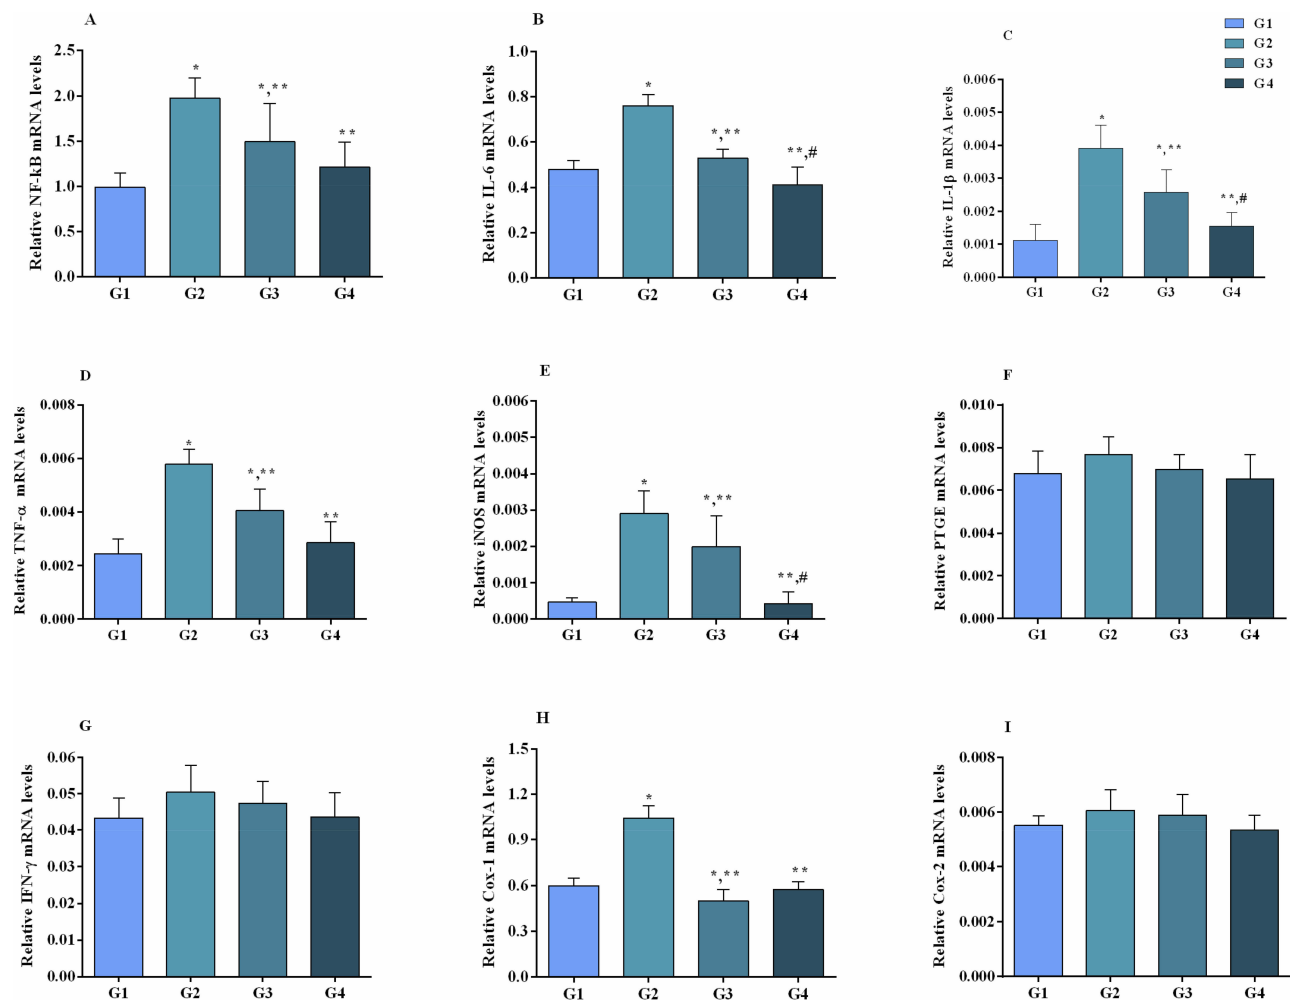 A
Relative NF-kB mRNA levels
2.5
2.0
1.5
1.0
0.5
0.0
*
*,**
**
G1 G2 G3 G4
B
Relative IL-6 mRNA levels
1.0
0.8
0.6
0.4
0.2
0.0
*
*,**
**,#
G1 G2 G3 G4
C
Relative IL-1β mRNA levels
0.006
0.004
0.003
0.002
0.001
0.000
*
*,**
**,#
G1 G2 G3 G4
G1
G2
G3
G4
D
Relative TNF-α mRNA levels
0.008
0.006
0.004
0.002
0.000
*
*,**
**
G1 G2 G3 G4
E
Relative iNOS mRNA levels
0.006
0.005
0.004
0.003
0.002
0.001
0.000
*
*,**
**,#
G1 G2 G3 G4
F
Relative PTGE mRNA levels
0.010
0.008
0.006
0.004
0.002
0.000
G1 G2 G3 G4
G
Relative IFN-γ mRNA levels
0.06
0.05
0.04
0.03
0.02
0.01
0.00
G1 G2 G3 G4
H
Relative Cox-1 mRNA levels
1.5
1.2
0.9
0.6
0.3
0.0
*
*,**
**
G1 G2 G3 G4
I
Relative Cox-2 mRNA levels
0.008
0.006
0.004
0.002
0.000
G1 G2 G3 G4